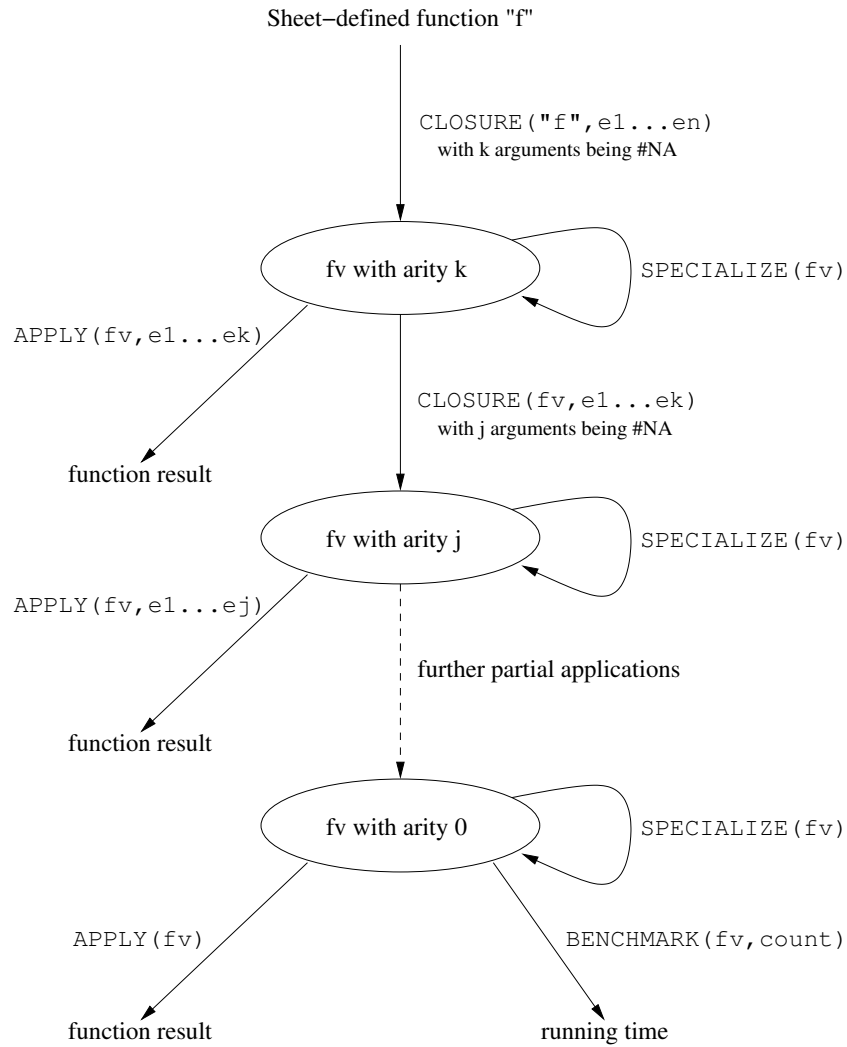 Sheet−defined function "f"
CLOSURE("f",e1...en)
with k arguments being #NA
fv with arity k
SPECIALIZE(fv)
APPLY(fv,e1...ek)
CLOSURE(fv,e1...ek)
with j arguments being #NA
function result
fv with arity j
SPECIALIZE(fv)
APPLY(fv,e1...ej)
further partial applications
function result
fv with arity 0
SPECIALIZE(fv)
APPLY(fv)
BENCHMARK(fv,count)
function result
running time